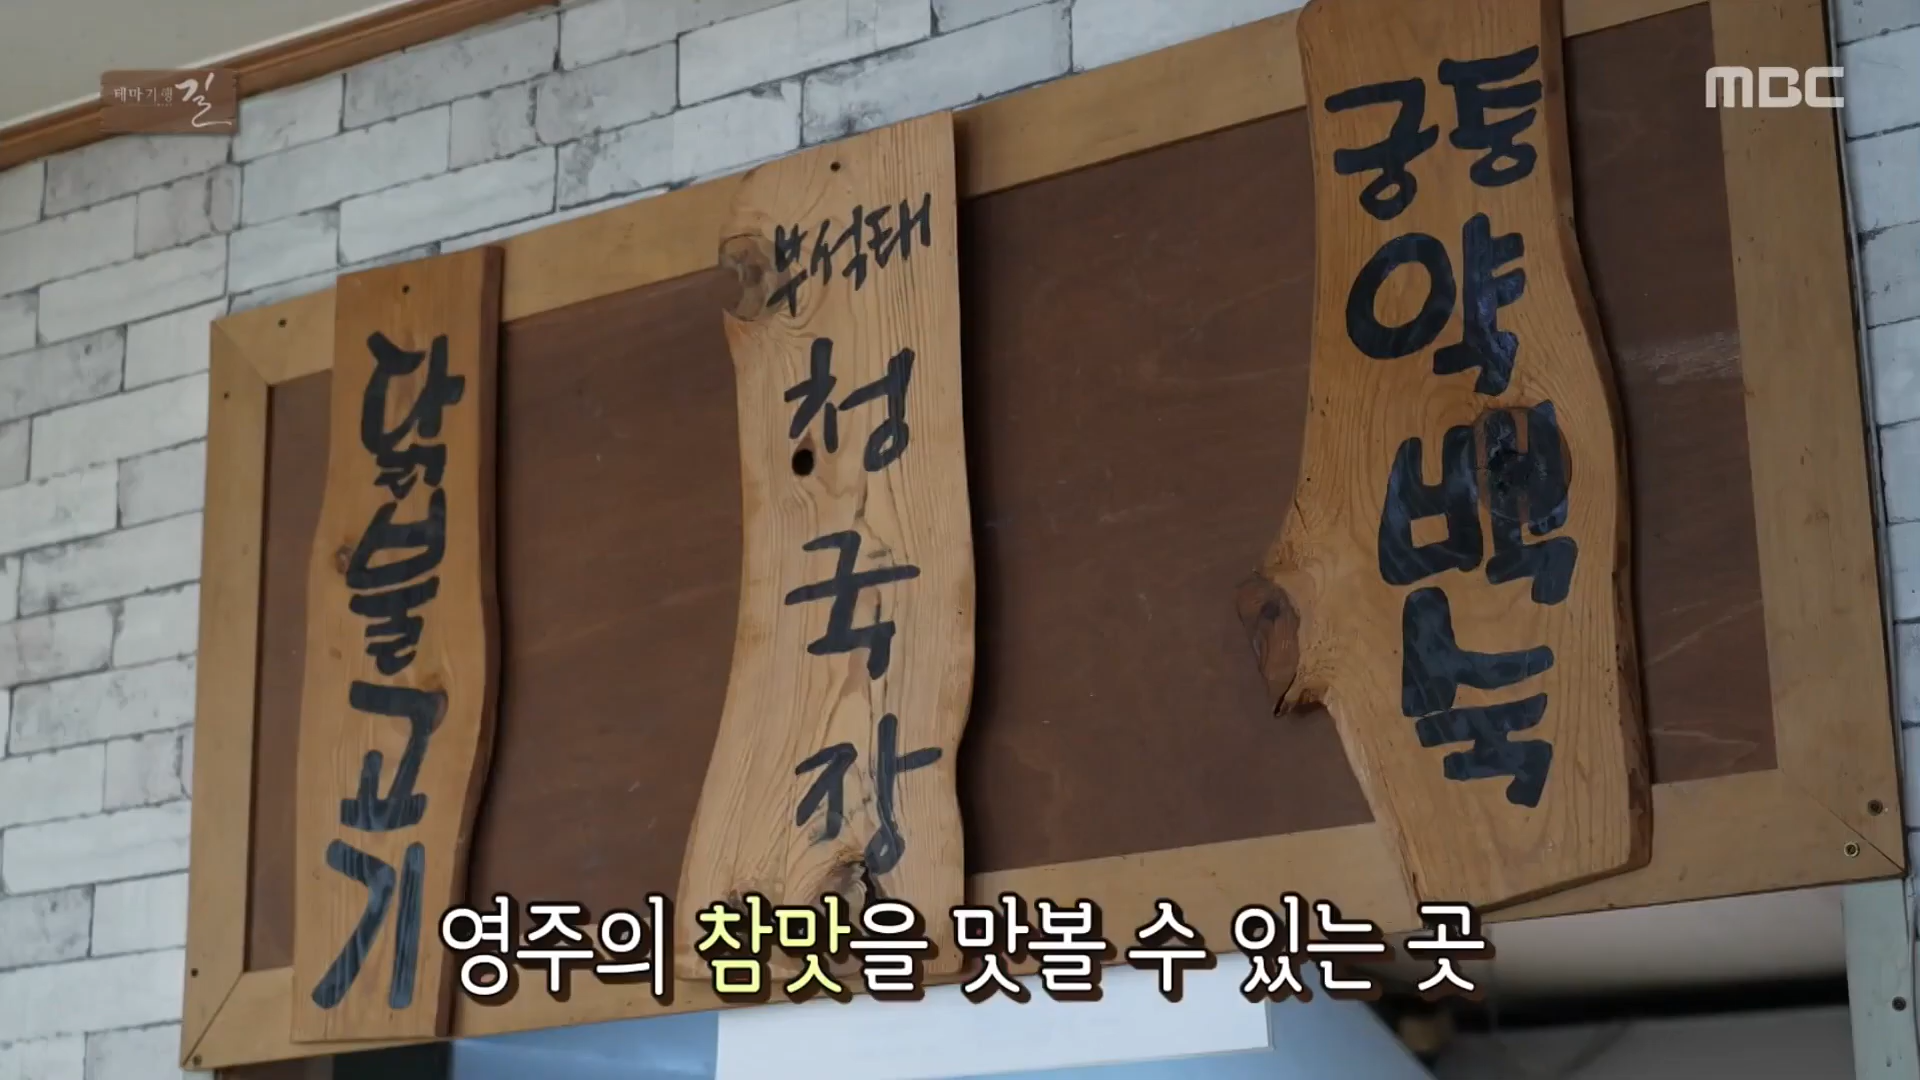 테마기행 길
MBC
닭불고기
부석태
청국장
궁통
약백숙
영주의 참맛을 맛볼 수 있는 곳